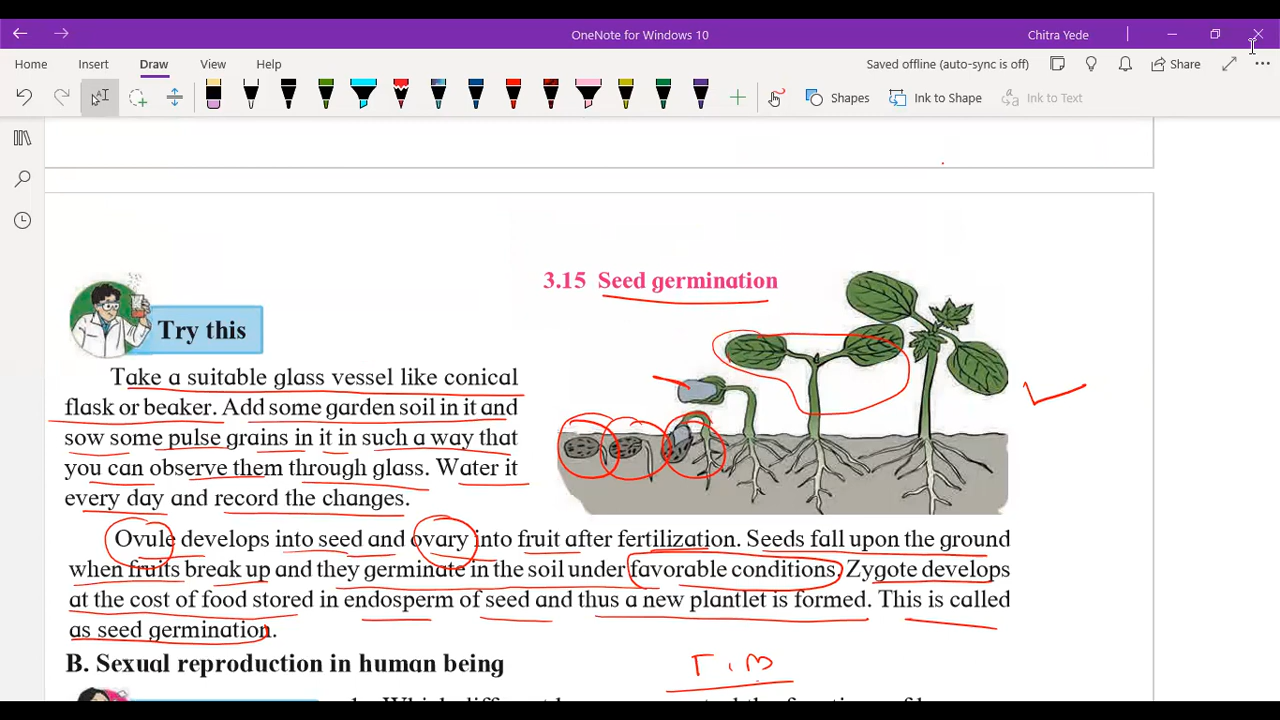 OneNote for Windows 10
Chitra Yede
Home Insert Draw View Help
Saved offline (auto-sync is off) Share
Shapes Ink to Shape Ink to Text
3.15 Seed germination
Try this
Take a suitable glass vessel like conical
flask or beaker. Add some garden soil in it and
sow some pulse grains in it in such a way that
you can observe them through glass. Water it
every day and record the changes.
Ovule develops into seed and ovary into fruit after fertilization. Seeds fall upon the ground
when fruits break up and they germinate in the soil under favorable conditions. Zygote develops
at the cost of food stored in endosperm of seed and thus a new plantlet is formed. This is called
as seed germination.
B. Sexual reproduction in human being